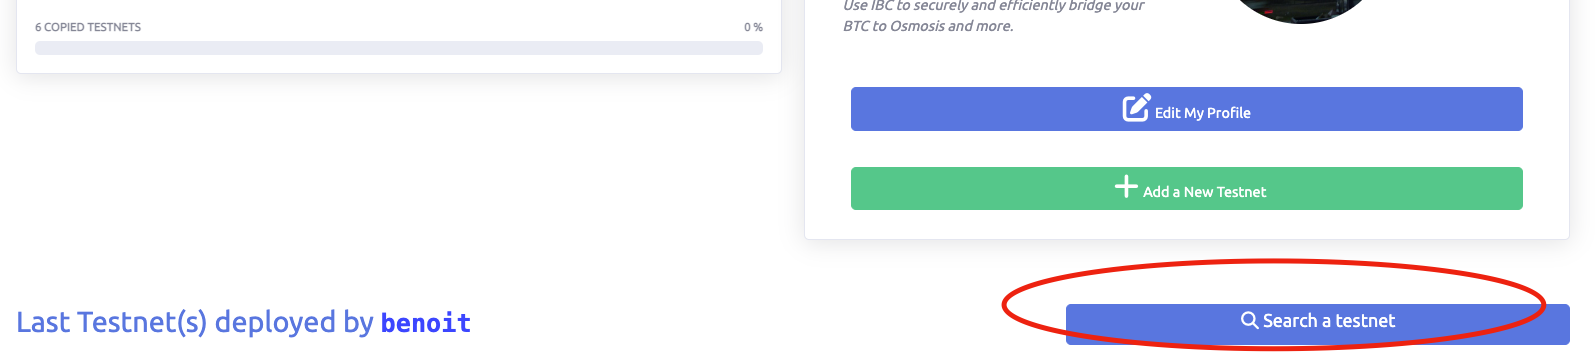 6 COPIED TESTNETS
0 %
Use IBC to securely and efficiently bridge your
BTC to Osmosis and more.
Edit My Profile
Add a New Testnet
Last Testnet(s) deployed by benoit
Search a testnet